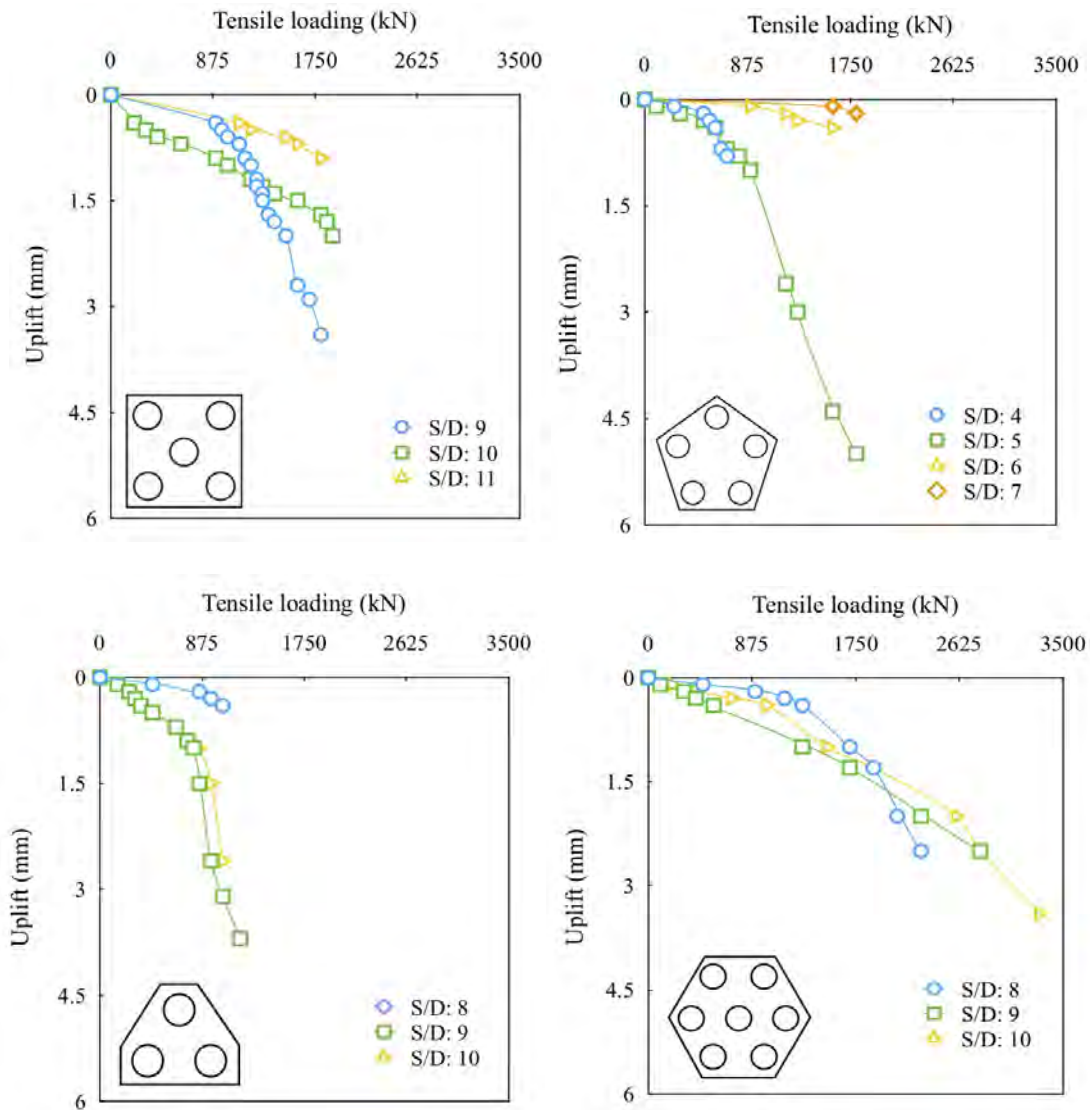 Tensile loading (kN)
0 875 1750 2625 3500
0
1.5
3
4.5
6
Uplift (mm)
S/D: 9
S/D: 10
S/D: 11
Tensile loading (kN)
0 875 1750 2625 3500
0
1.5
3
4.5
6
Uplift (mm)
S/D: 4
S/D: 5
S/D: 6
S/D: 7
Tensile loading (kN)
0 875 1750 2625 3500
0
1.5
3
4.5
6
Uplift (mm)
S/D: 8
S/D: 9
S/D: 10
Tensile loading (kN)
0 875 1750 2625 3500
0
1.5
3
4.5
6
Uplift (mm)
S/D: 8
S/D: 9
S/D: 10